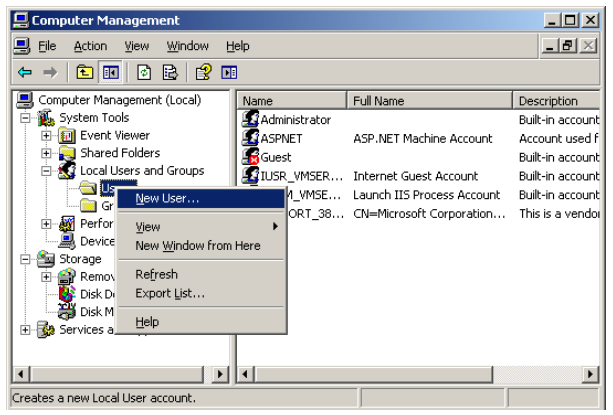 Computer Management
File Action View Window Help
Computer Management (Local)
System Tools
Event Viewer
Shared Folders
Local Users and Groups
Us
Gr
Perfor
Device
Storage
Remov
Disk De
Disk M
Services a
New User...
View
New Window from Here
Refresh
Export List...
Help
Name Full Name Description
Administrator Built-in account
ASPNET ASP.NET Machine Account Account used f
Guest Built-in account
IUSR_VMSER... Internet Guest Account Built-in account
M_VMSE... Launch IIS Process Account Built-in account
ORT_38... CN=Microsoft Corporation... This is a vendor
Creates a new Local User account.